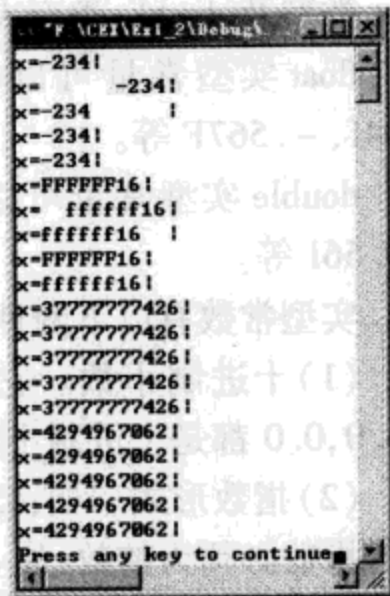 "F:\CEI\Ex1_2\Debug\
x=-234|
x=      -234|
x=-234      |
x=-234|
x=-234|
x=FFFFFF16|
x=  ffffff16|
x=ffffff16  |
x=FFFFFF16|
x=ffffff16|
x=37777777426|
x=37777777426|
x=37777777426|
x=37777777426|
x=37777777426|
x=4294967062|
x=4294967062|
x=4294967062|
x=4294967062|
x=4294967062|
Press any key to continue